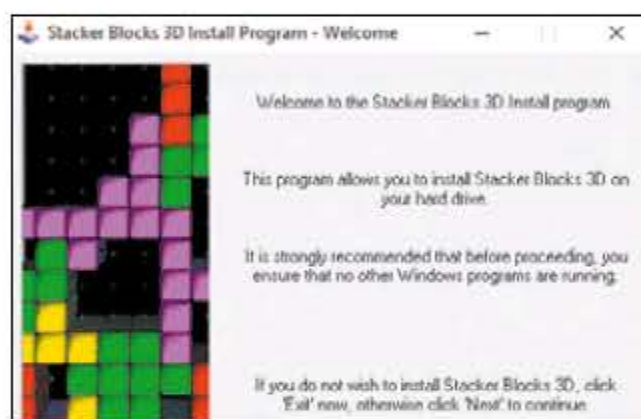 Stacker Blocks 3D Install Program - Welcome
Welcome to the Stacker Blocks 3D Install program
This program allows you to install Stacker Blocks 3D on
your hard drive.
It is strongly recommended that before proceeding, you
ensure that no other Windows programs are running.
If you do not wish to install Stacker Blocks 3D, click
'Exit' now, otherwise click 'Next' to continue.